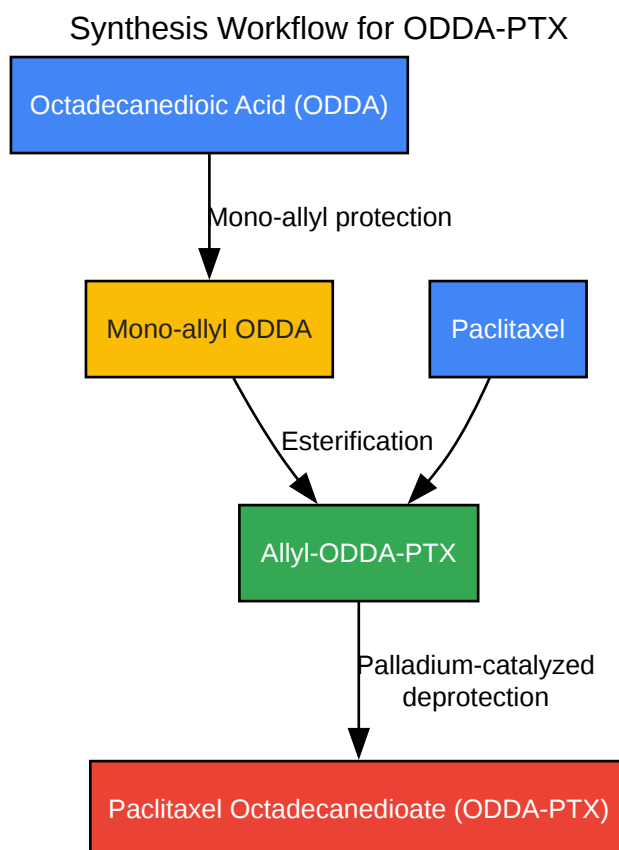 Synthesis Workflow for ODDA-PTX
Octadecanedioic Acid (ODDA)
Mono-allyl protection
Mono-allyl ODDA
Paclitaxel
Esterification
Allyl-ODDA-PTX
Palladium-catalyzed
deprotection
Paclitaxel Octadecanedioate (ODDA-PTX)